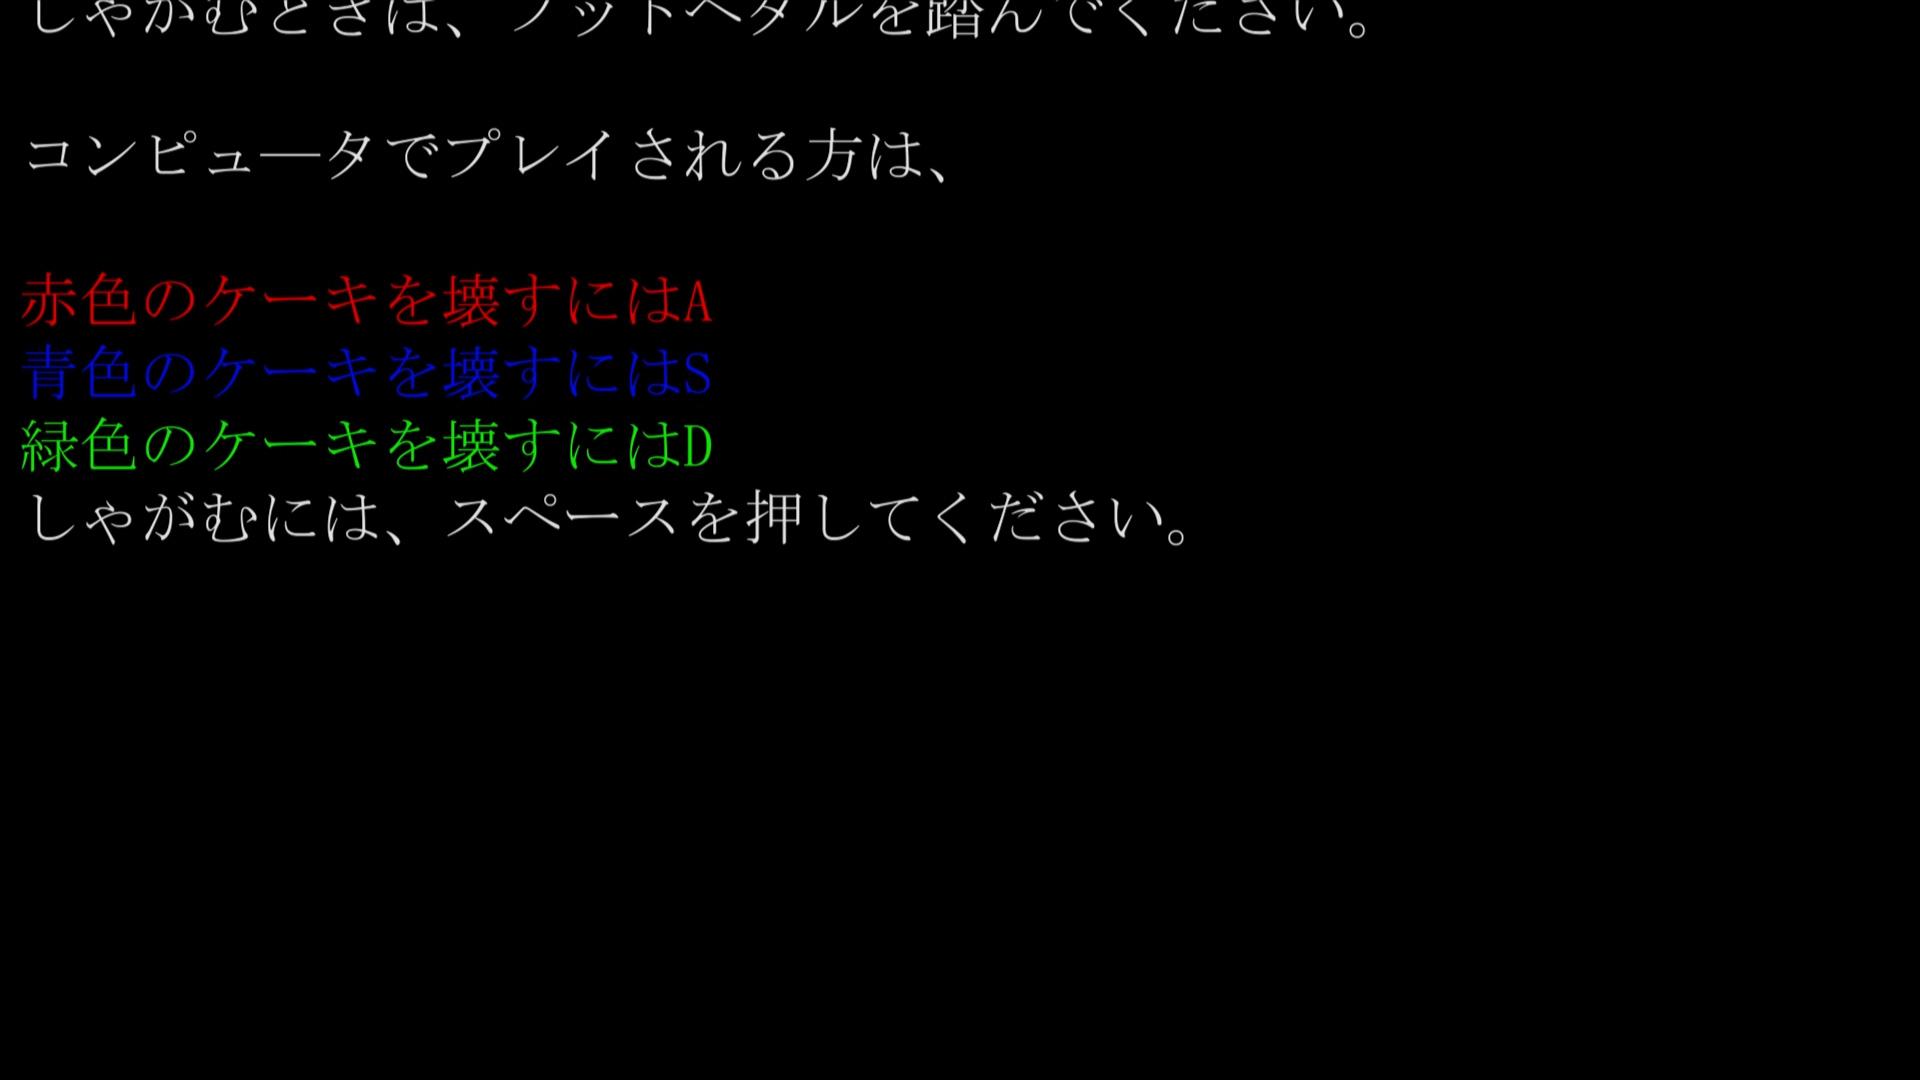 しゃがむときは、フットペダルを踏んでください。
コンピュ―タでプレイされる方は、
赤色のケーキを壊すにはA
青色のケーキを壊すにはS
緑色のケーキを壊すにはD
しゃがむには、スペースを押してください。